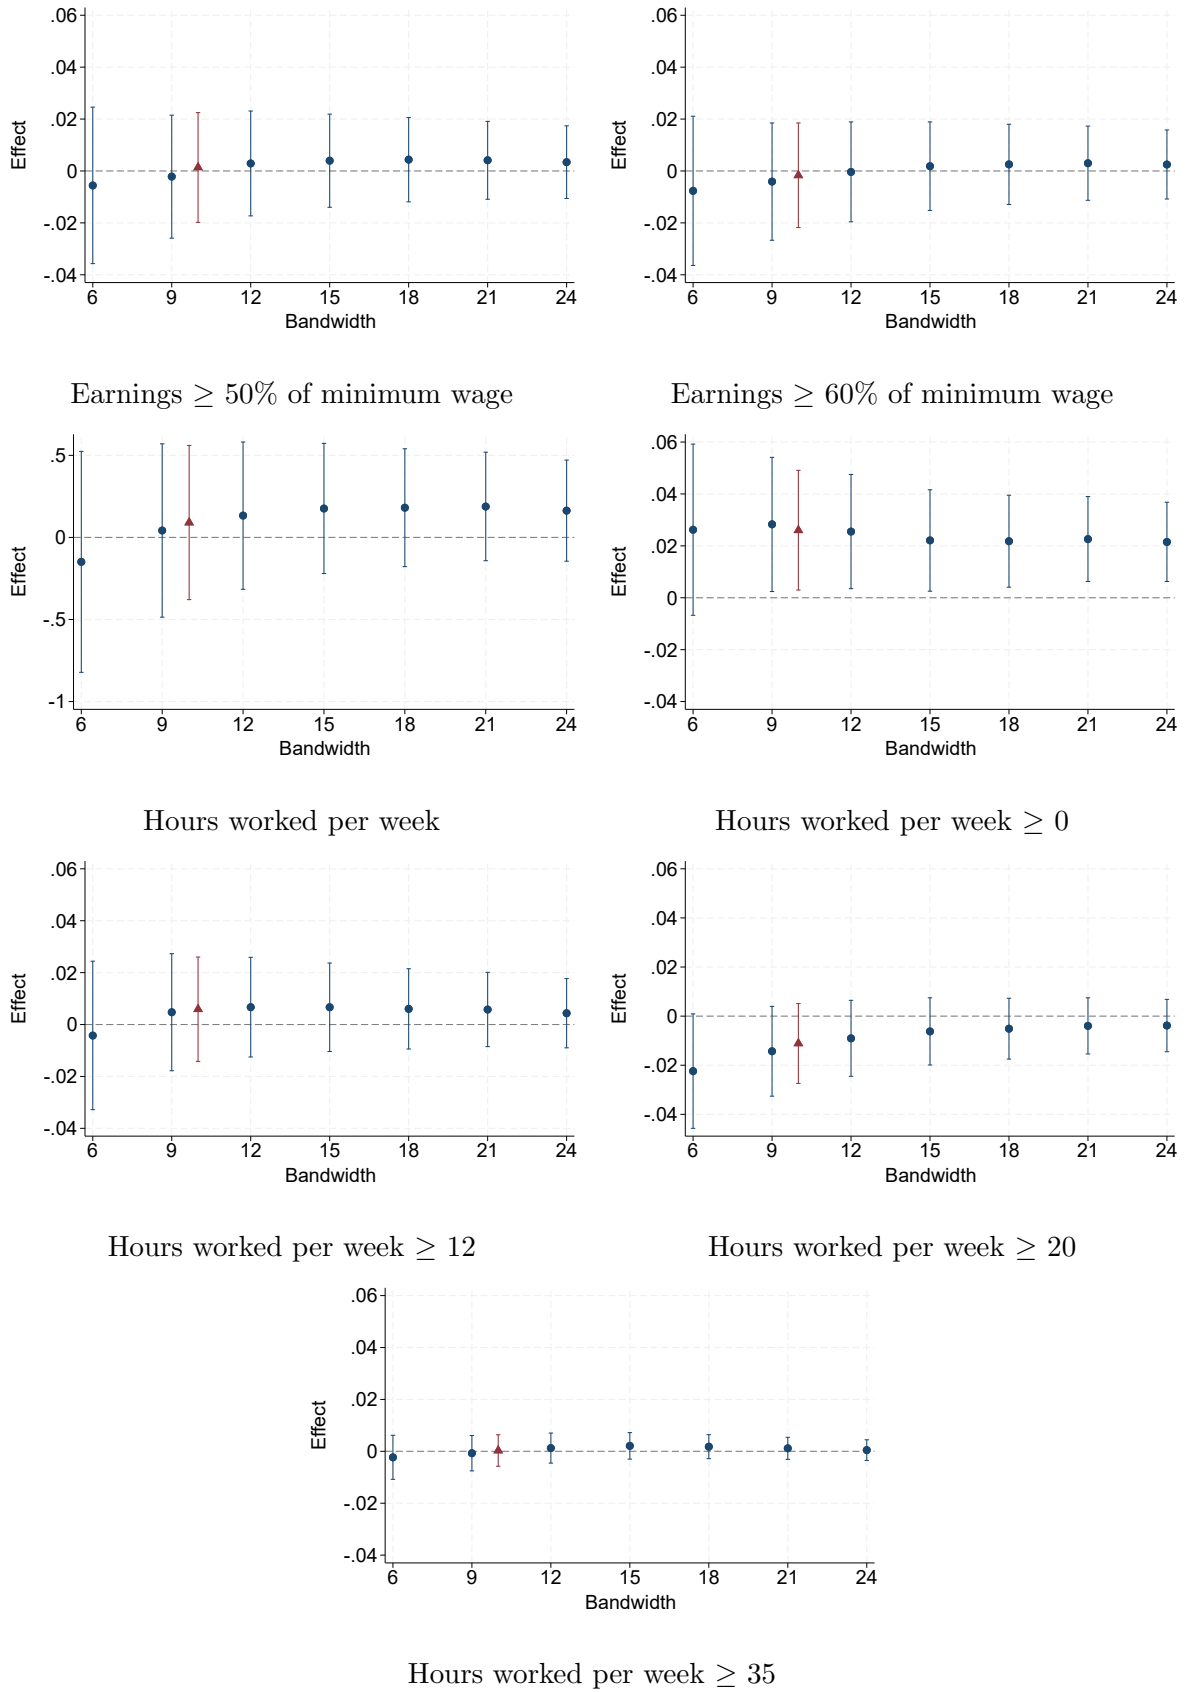 .06
.04
.02
0
-.02
-.04
Effect
6 9 12 15 18 21 24
Bandwidth
Earnings ≥ 50% of minimum wage
.06
.04
.02
0
-.02
-.04
Effect
6 9 12 15 18 21 24
Bandwidth
Earnings ≥ 60% of minimum wage
.5
0
-.5
-1
Effect
6 9 12 15 18 21 24
Bandwidth
Hours worked per week
.06
.04
.02
0
-.02
-.04
Effect
6 9 12 15 18 21 24
Bandwidth
Hours worked per week ≥ 0
.06
.04
.02
0
-.02
-.04
Effect
6 9 12 15 18 21 24
Bandwidth
Hours worked per week ≥ 12
.06
.04
.02
0
-.02
-.04
Effect
6 9 12 15 18 21 24
Bandwidth
Hours worked per week ≥ 20
.06
.04
.02
0
-.02
-.04
Effect
6 9 12 15 18 21 24
Bandwidth
Hours worked per week ≥ 35